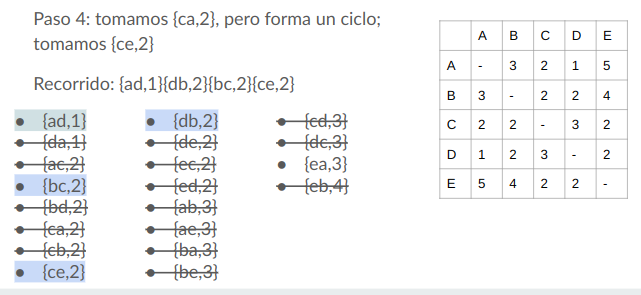 Paso 4: tomamos {ca,2}, pero forma un ciclo;
tomamos {ce,2}
Recorrido: {ad,1}{db,2}{bc,2}{ce,2}
{ad,1}
{da,1}
{ac,2}
{bc,2}
{bd,2}
{ca,2}
{cb,2}
{ce,2}
{db,2}
{de,2}
{ec,2}
{ed,2}
{ab,3}
{ae,3}
{ba,3}
{be,3}
{cd,3}
{dc,3}
{ea,3}
{eb,4}
A B C D E
A - 3 2 1 5
B 3 - 2 2 4
C 2 2 - 3 2
D 1 2 3 - 2
E 5 4 2 2 -